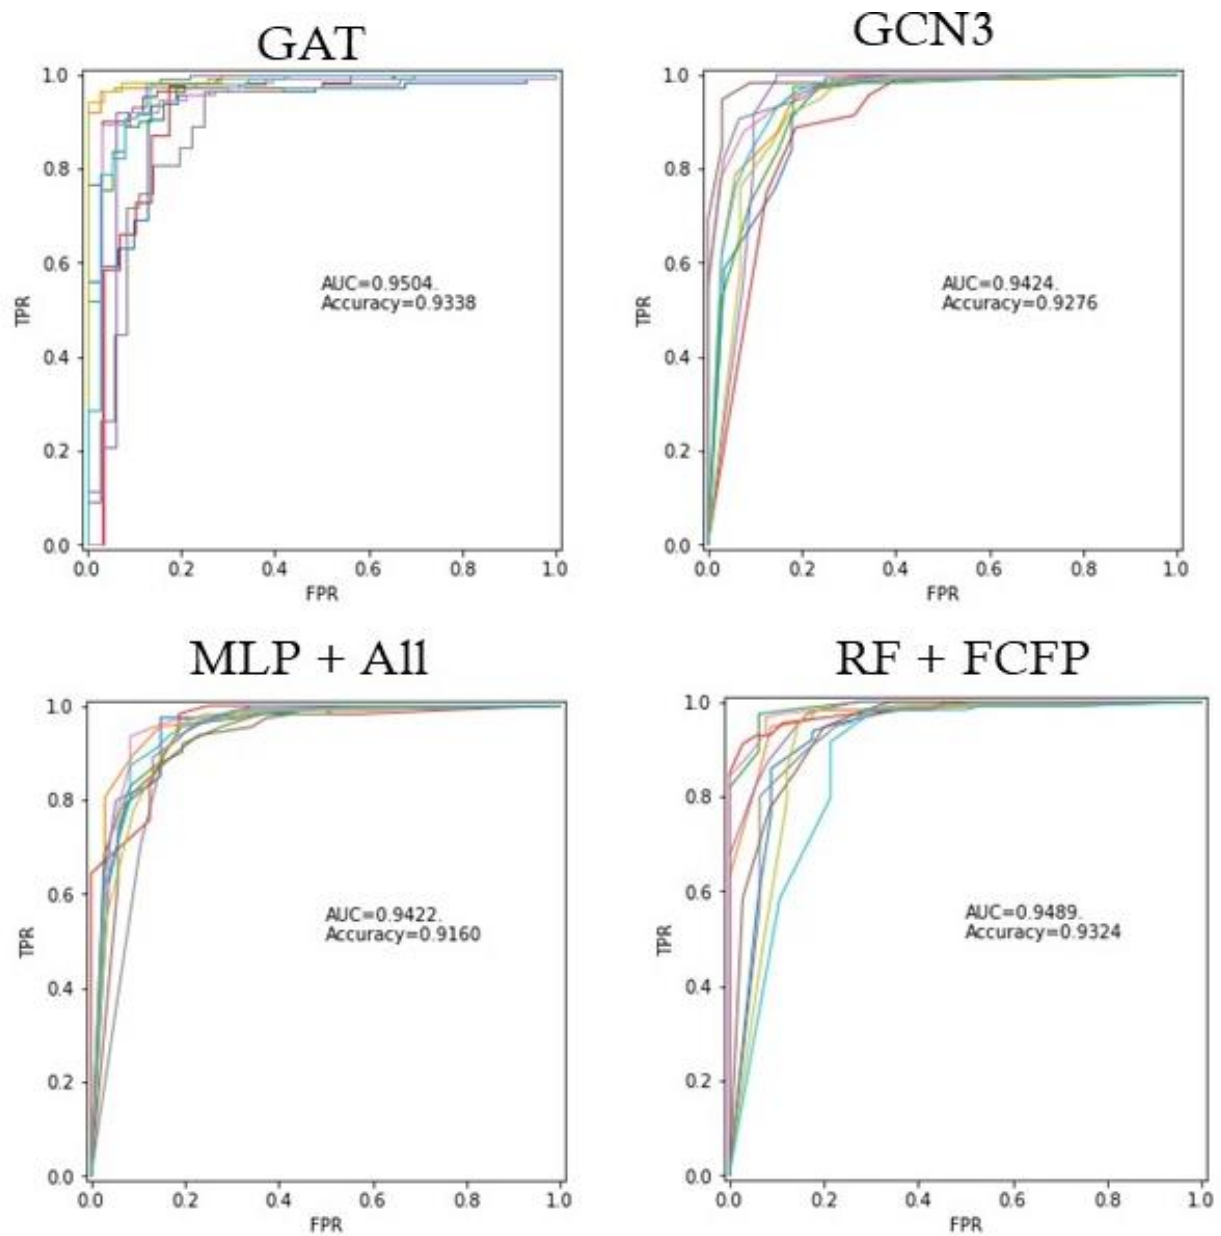 GAT
1.0
0.8
0.6
0.4
0.2
0.0
TPR
AUC=0.9504.
Accuracy=0.9338
0.0 0.2 0.4 0.6 0.8 1.0
FPR
GCN3
1.0
0.8
0.6
0.4
0.2
0.0
TPR
AUC=0.9424.
Accuracy=0.9276
0.0 0.2 0.4 0.6 0.8 1.0
FPR
MLP + All
1.0
0.8
0.6
0.4
0.2
0.0
TPR
AUC=0.9422.
Accuracy=0.9160
0.0 0.2 0.4 0.6 0.8 1.0
FPR
RF + FCFP
1.0
0.8
0.6
0.4
0.2
0.0
TPR
AUC=0.9489.
Accuracy=0.9324
0.0 0.2 0.4 0.6 0.8 1.0
FPR